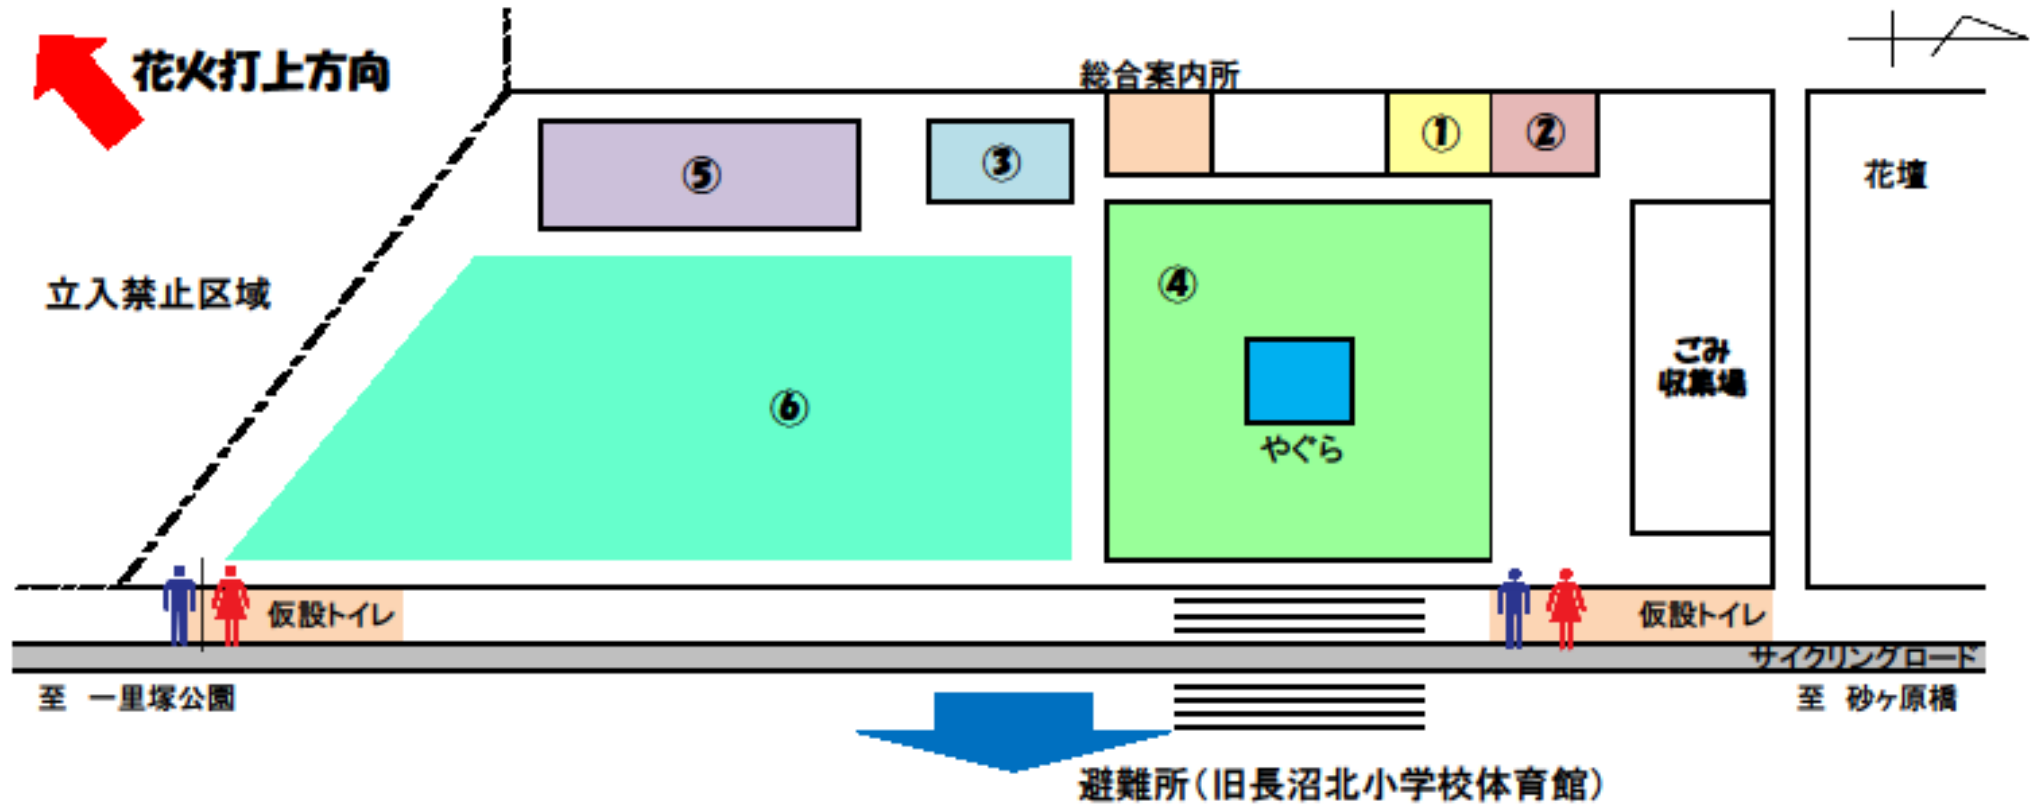 花火打上方向
総合案内所
①
②
③
⑤
花壇
④
立入禁止区域
ごみ
収集場
⑥
やぐら
仮設トイレ
仮設トイレ
サイクリングロード
至 一里塚公園
至 砂ヶ原橋
避難所(旧長沼北小学校体育館)